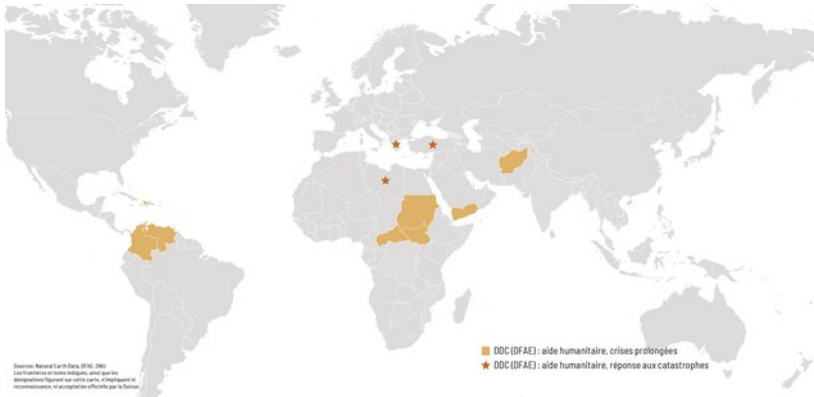 DDC (DFAE) : aide humanitaire, crises prolongées
DDC (DFAE) : aide humanitaire, réponse aux catastrophes
Sources: Natural Earth Data, DFAE, ONU
Les frontières et noms indiqués, ainsi que les
désignations figurant sur cette carte, n'impliquent ni
reconnaissance, ni acceptation officielle par la Suisse.